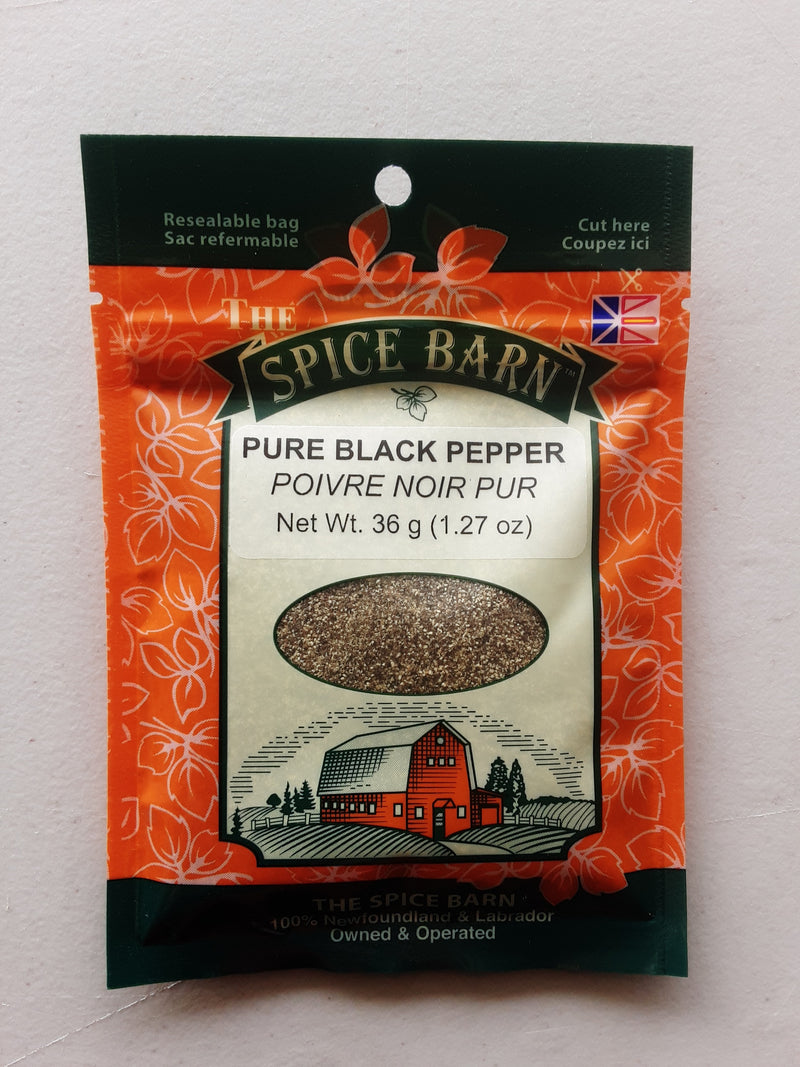 Resealable bag
Sac refermable
Cut here
Coupez ici
THE
SPICE BARN™
PURE BLACK PEPPER
POIVRE NOIR PUR
Net Wt. 36 g (1.27 oz)
THE SPICE BARN
100% Newfoundland & Labrador
Owned & Operated